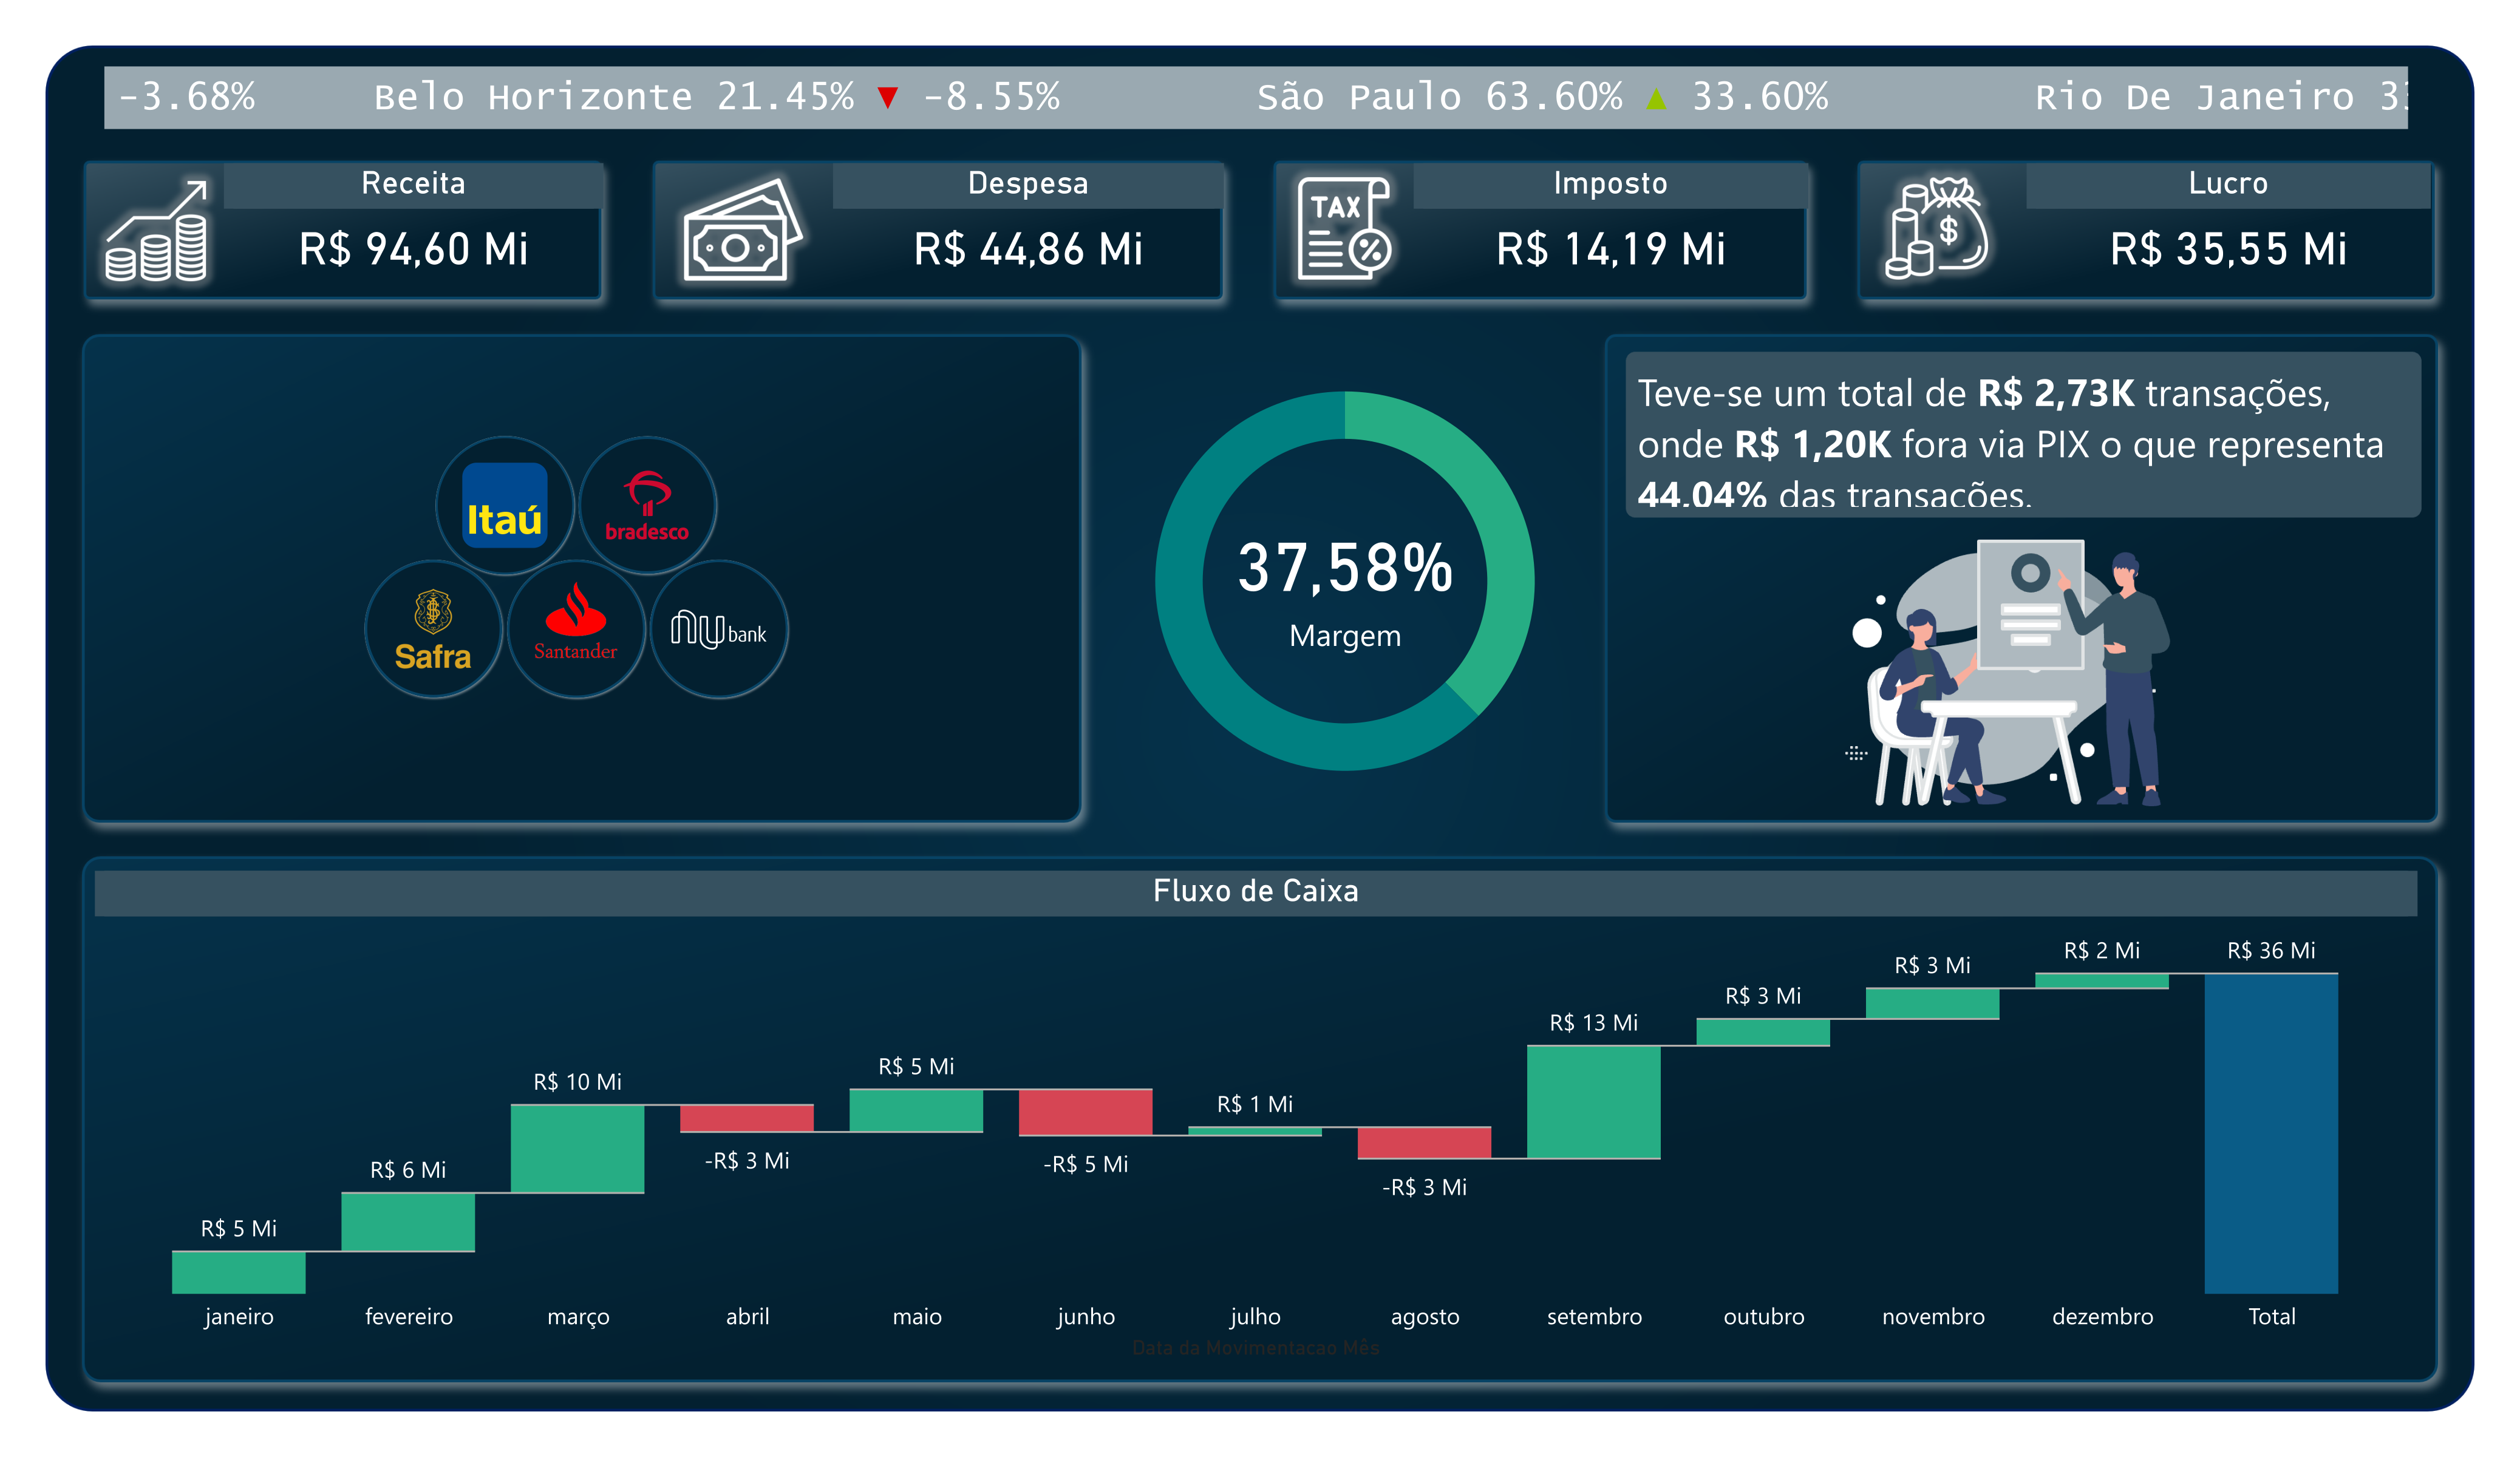 -3.68% Belo Horizonte 21.45% ▼ -8.55% São Paulo 63.60% ▲ 33.60% Rio De Janeiro
Receita
R$ 94,60 Mi
Despesa
R$ 44,86 Mi
TAX
%
Imposto
R$ 14,19 Mi
$
Lucro
R$ 35,55 Mi
Itaú
bradesco
Safra
Santander
nu bank
37,58%
Margem
Teve-se um total de R$ 2,73K transações,
onde R$ 1,20K fora via PIX o que representa
44,04% das transações.
Fluxo de Caixa
R$ 5 Mi
R$ 6 Mi
R$ 10 Mi
-R$ 3 Mi
R$ 5 Mi
-R$ 5 Mi
R$ 1 Mi
-R$ 3 Mi
R$ 13 Mi
R$ 3 Mi
R$ 3 Mi
R$ 2 Mi
R$ 36 Mi
janeiro fevereiro março abril maio junho julho agosto setembro outubro novembro dezembro Total
Data da Movimentacao Mês